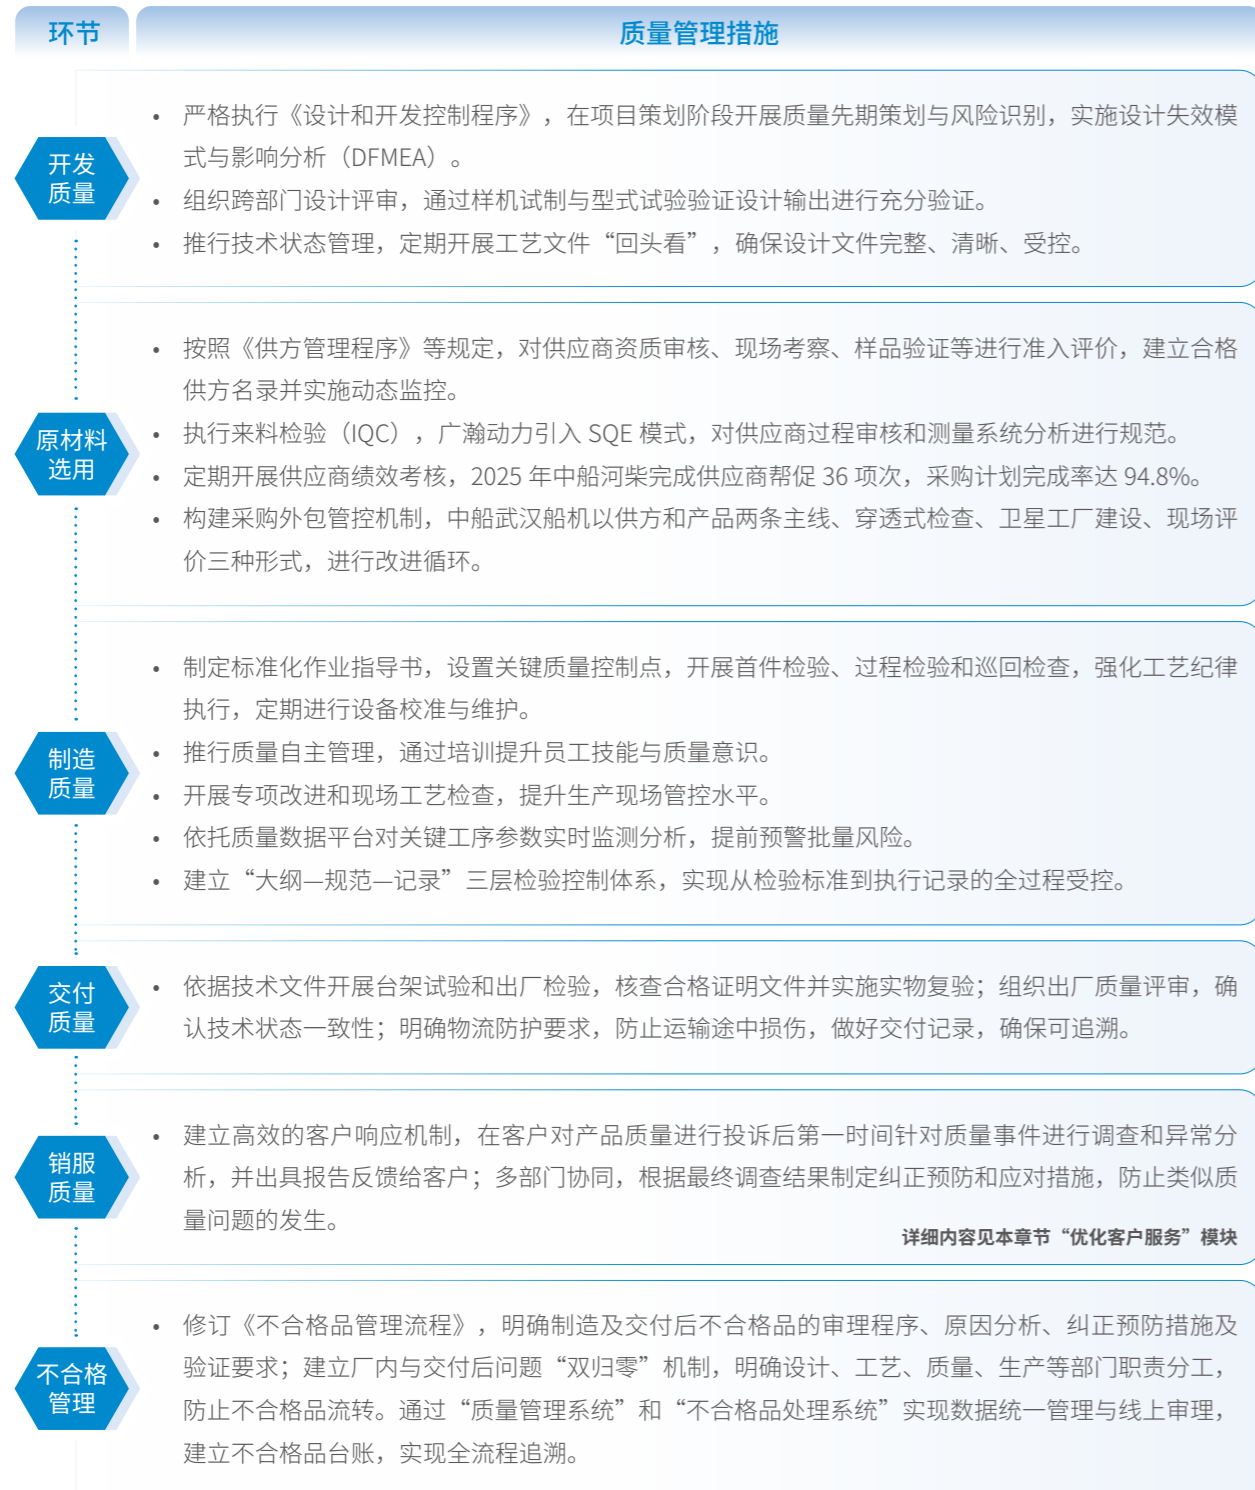 环节
质量管理措施
开发
质量
• 严格执行《设计和开发控制程序》，在项目策划阶段开展质量先期策划与风险识别，实施设计失效模
式与影响分析（DFMEA）。
• 组织跨部门设计评审，通过样机试制与型式试验验证设计输出进行充分验证。
• 推行技术状态管理，定期开展工艺文件“回头看”，确保设计文件完整、清晰、受控。
原材料
选用
• 按照《供方管理程序》等规定，对供应商资质审核、现场考察、样品验证等进行准入评价，建立合格
供方名录并实施动态监控。
• 执行来料检验（IQC），广瀚动力引入 SQE 模式，对供应商过程审核和测量系统分析进行规范。
• 定期开展供应商绩效考核，2025 年中船河柴完成供应商帮促 36 项次，采购计划完成率达 94.8%。
• 构建采购外包管控机制，中船武汉船机以供方和产品两条主线、穿透式检查、卫星工厂建设、现场评
价三种形式，进行改进循环。
制造
质量
• 制定标准化作业指导书，设置关键质量控制点，开展首件检验、过程检验和巡回检查，强化工艺纪律
执行，定期进行设备校准与维护。
• 推行质量自主管理，通过培训提升员工技能与质量意识。
• 开展专项改进和现场工艺检查，提升生产现场管控水平。
• 依托质量数据平台对关键工序参数实时监测分析，提前预警批量风险。
• 建立“大纲—规范—记录”三层检验控制体系，实现从检验标准到执行记录的全过程受控。
交付
质量
• 依据技术文件开展台架试验和出厂检验，核查合格证明文件并实施实物复验；组织出厂质量评审，确
认技术状态一致性；明确物流防护要求，防止运输途中损伤，做好交付记录，确保可追溯。
销服
质量
• 建立高效的客户响应机制，在客户对产品质量进行投诉后第一时间针对质量事件进行调查和异常分
析，并出具报告反馈给客户；多部门协同，根据最终调查结果制定纠正预防和应对措施，防止类似质
量问题的发生。
详细内容见本章节“优化客户服务”模块
不合格
管理
• 修订《不合格品管理流程》，明确制造及交付后不合格品的审理程序、原因分析、纠正预防措施及
验证要求；建立厂内与交付后问题“双归零”机制，明确设计、工艺、质量、生产等部门职责分工，
防止不合格品流转。通过“质量管理系统”和“不合格品处理系统”实现数据统一管理与线上审理，
建立不合格品台账，实现全流程追溯。